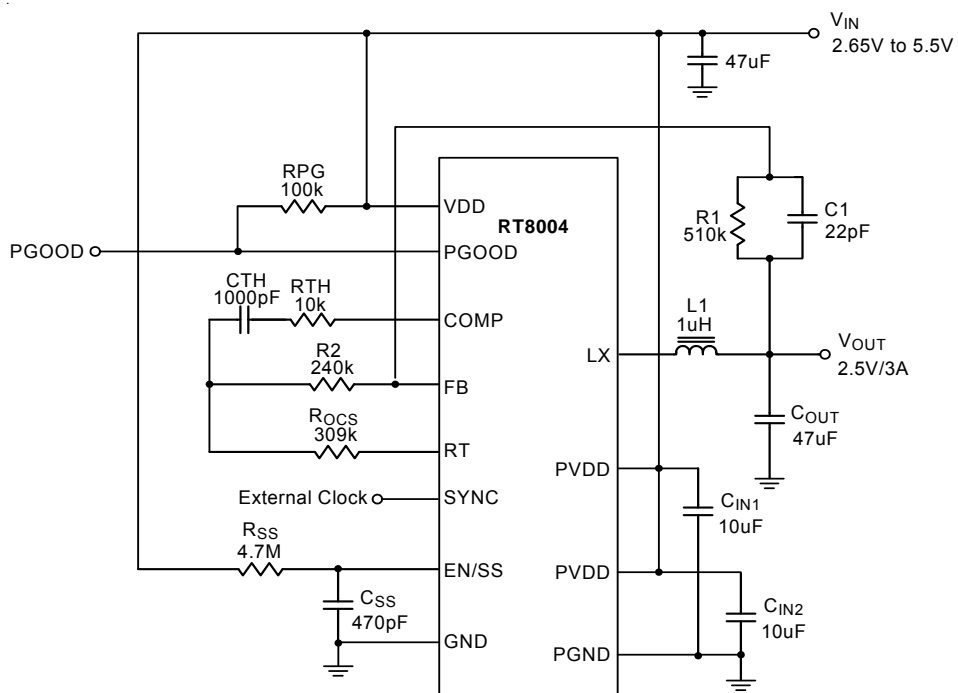 VIN
2.65V to 5.5V
47uF
RPG
100k
VDD
RT8004
R1
510k
C1
22pF
PGOOD
PGOOD
CTH
1000pF
RTH
10k
COMP
L1
1uH
R2
240k
LX
VOUT
2.5V/3A
FB
ROCS
309k
COUT
47uF
RT
PVDD
External Clock
SYNC
CIN1
10uF
RSS
4.7M
EN/SS
PVDD
CSS
470pF
CIN2
10uF
GND
PGND